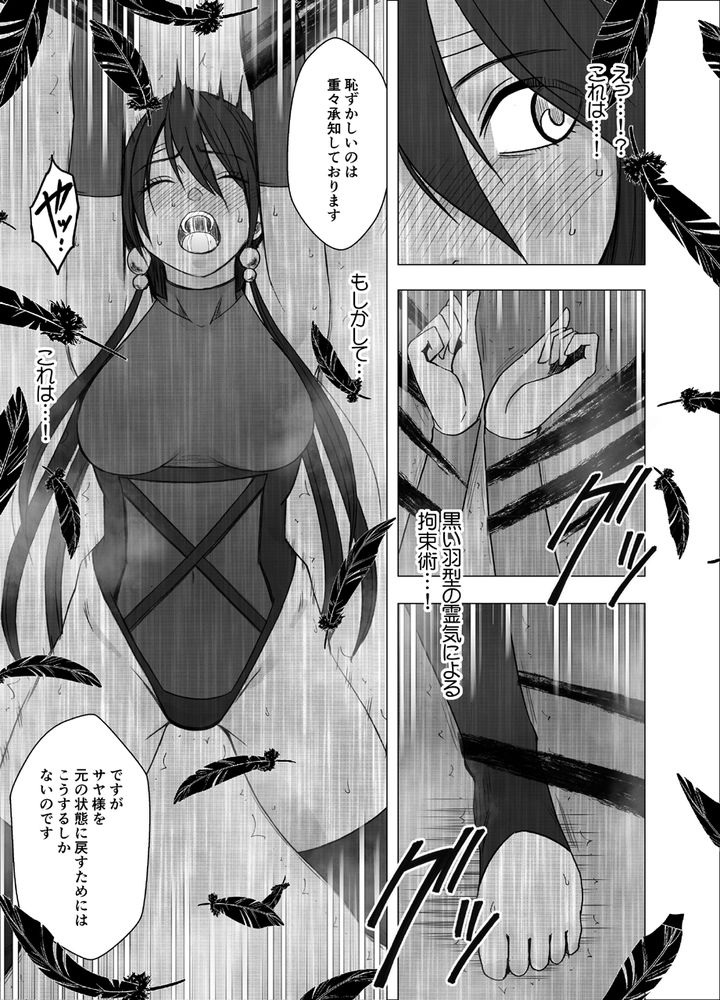 えっ…!?
これは…!
グッ
黒い羽型の霊気による
拘束術…!
グッ
恥ずかしいのは
重々承知しております
ヤッ…
もしかして…
これは…!
ですが
サヤ様を
元の状態に戻すためには
こうするしか
ないのです